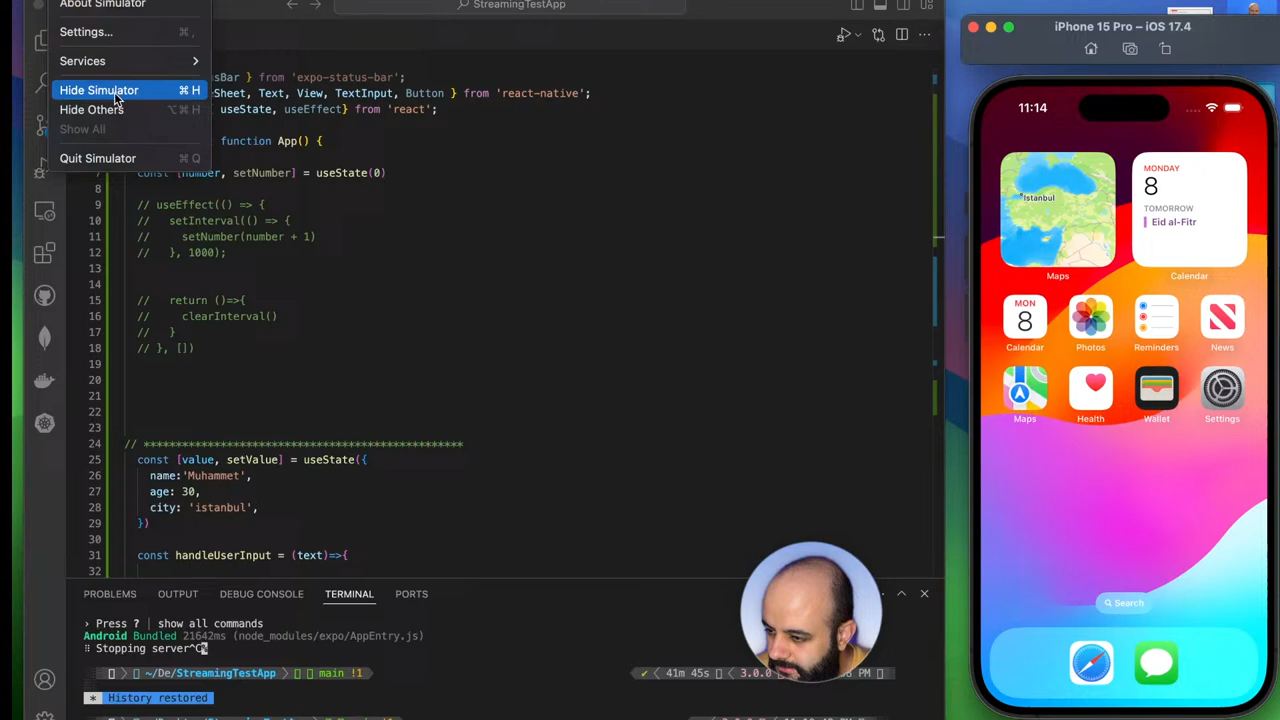 About Simulator
Settings... ⌘ ,
Services >
Hide Simulator ⌘ H
Hide Others ⌥⌘ H
Show All
Quit Simulator ⌘ Q
StreamingTestApp
Bar } from 'expo-status-bar';
Sheet, Text, View, TextInput, Button } from 'react-native';
useState, useEffect} from 'react';
function App() {
7 const [number, setNumber] = useState(0)
8
9 // useEffect(() => {
10 // setInterval(() => {
11 // setNumber(number + 1)
12 // }, 1000);
13
14
15 // return ()=>{
16 // clearInterval()
17 // }
18 // }, [])
19
20
21
22
23
24 // **************************************************
25 const [value, setValue] = useState({
26 name:'Muhammet',
27 age: 30,
28 city: 'istanbul',
29 })
30
31 const handleUserInput = (text)=>{
32
PROBLEMS OUTPUT DEBUG CONSOLE TERMINAL PORTS
› Press ? | show all commands
Android Bundled 21642ms (node_modules/expo/AppEntry.js)
⠿ Stopping server^C%
~/De/StreamingTestApp main !1 ✔ 41m 45s 3.0.0 PM
* History restored
iPhone 15 Pro – iOS 17.4
11:14
Istanbul
Maps
MONDAY
8
TOMORROW
Eid al-Fitr
Calendar
MON
8
Calendar Photos Reminders News
Maps Health Wallet Settings
Search